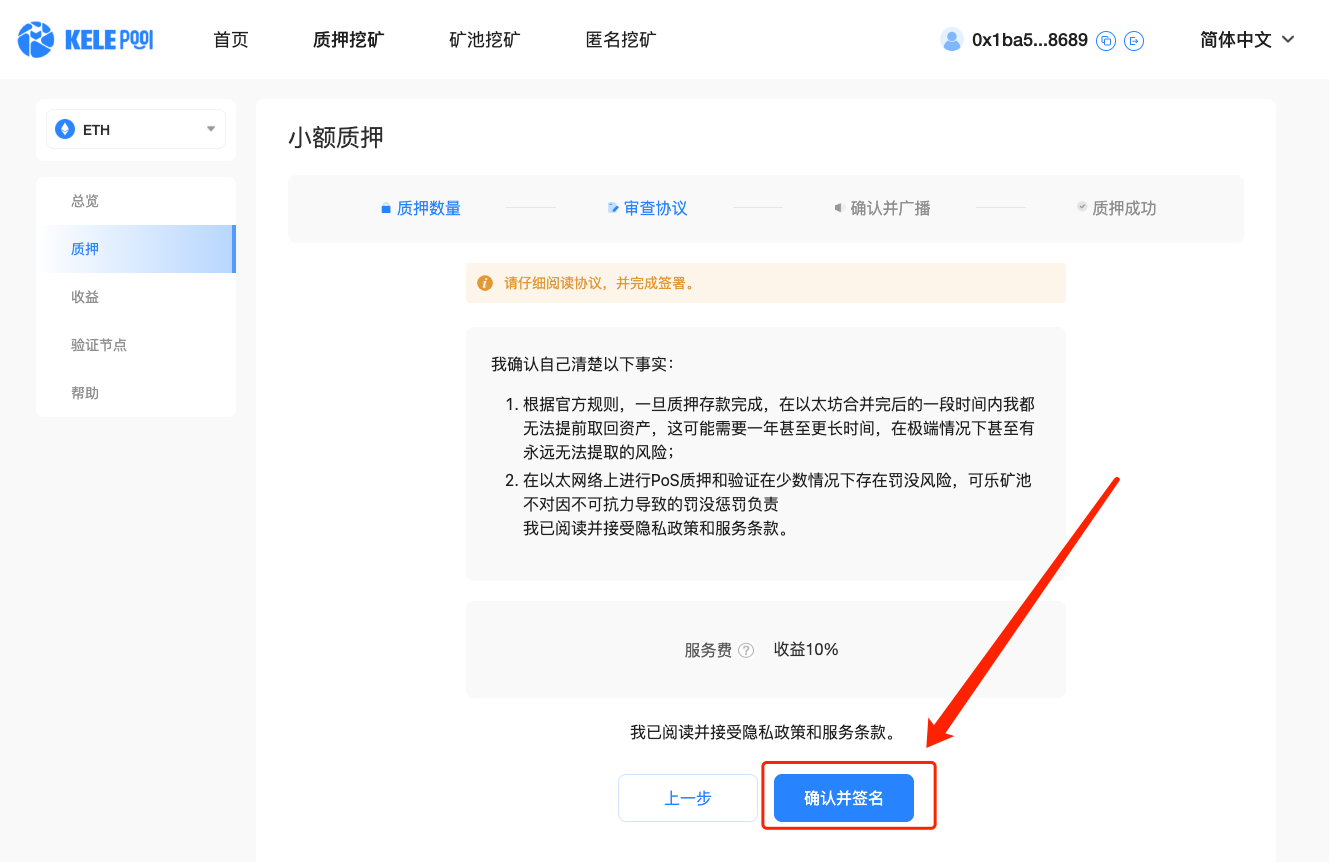 KELE POOL
首页
质押挖矿
矿池挖矿
匿名挖矿
0x1ba5...8689
简体中文
ETH
总览
质押
收益
验证节点
帮助
小额质押
质押数量
审查协议
确认并广播
质押成功
请仔细阅读协议，并完成签署。
我确认自己清楚以下事实：
1. 根据官方规则，一旦质押存款完成，在以太坊合并完后的一段时间内我都
无法提前取回资产，这可能需要一年甚至更长时间，在极端情况下甚至有
永远无法提取的风险；
2. 在以太网络上进行PoS质押和验证在少数情况下存在罚没风险，可乐矿池
不对因不可抗力导致的罚没惩罚负责
我已阅读并接受隐私政策和服务条款。
服务费 ? 收益10%
我已阅读并接受隐私政策和服务条款。
上一步
确认并签名